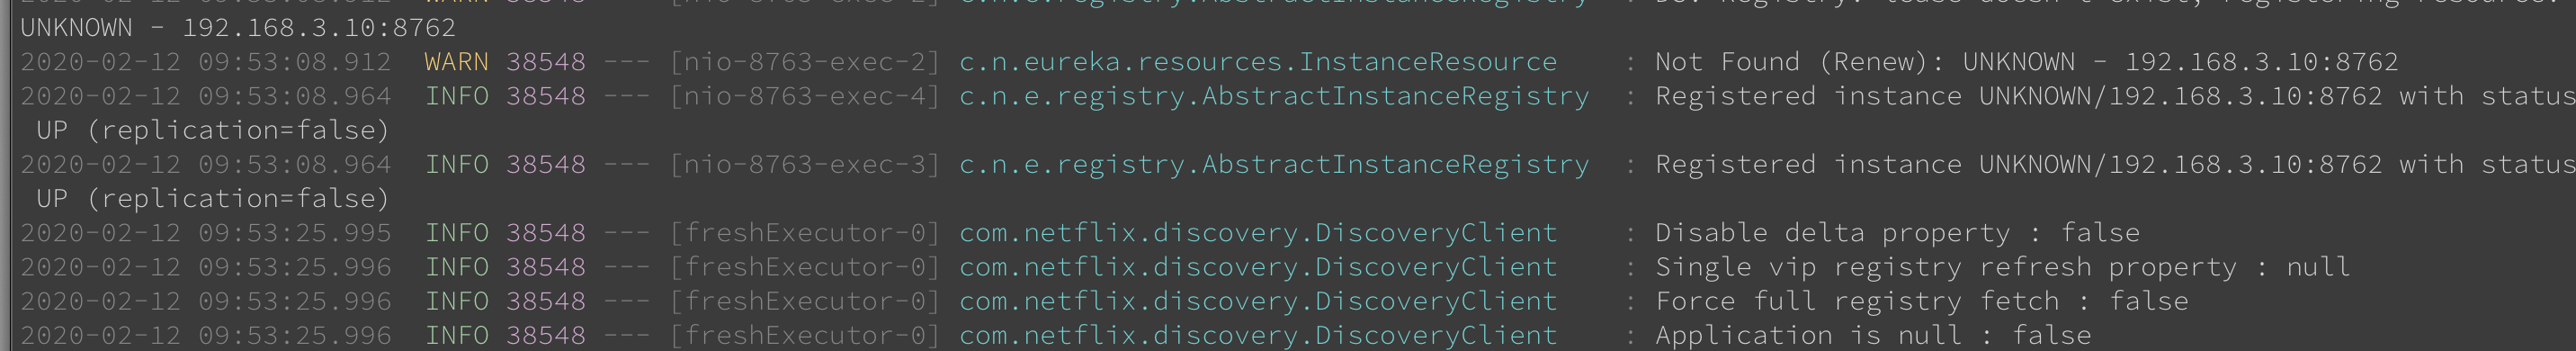 UNKNOWN - 192.168.3.10:8762
2020-02-12 09:53:08.912  WARN 38548 --- [nio-8763-exec-2] c.n.eureka.resources.InstanceResource    : Not Found (Renew): UNKNOWN - 192.168.3.10:8762
2020-02-12 09:53:08.964  INFO 38548 --- [nio-8763-exec-4] c.n.e.registry.AbstractInstanceRegistry  : Registered instance UNKNOWN/192.168.3.10:8762 with status
 UP (replication=false)
2020-02-12 09:53:08.964  INFO 38548 --- [nio-8763-exec-3] c.n.e.registry.AbstractInstanceRegistry  : Registered instance UNKNOWN/192.168.3.10:8762 with status
 UP (replication=false)
2020-02-12 09:53:25.995  INFO 38548 --- [freshExecutor-0] com.netflix.discovery.DiscoveryClient    : Disable delta property : false
2020-02-12 09:53:25.996  INFO 38548 --- [freshExecutor-0] com.netflix.discovery.DiscoveryClient    : Single vip registry refresh property : null
2020-02-12 09:53:25.996  INFO 38548 --- [freshExecutor-0] com.netflix.discovery.DiscoveryClient    : Force full registry fetch : false
2020-02-12 09:53:25.996  INFO 38548 --- [freshExecutor-0] com.netflix.discovery.DiscoveryClient    : Application is null : false